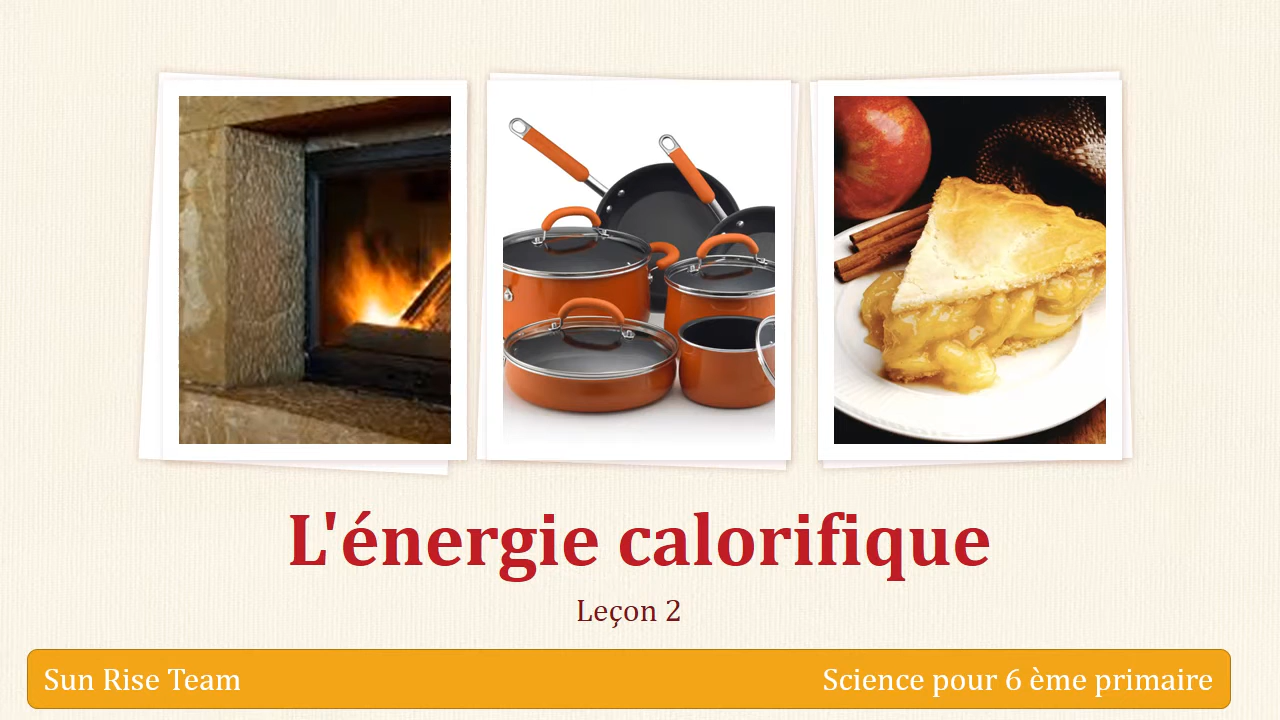 L'énergie calorifique
Leçon 2
Sun Rise Team
Science pour 6 ème primaire